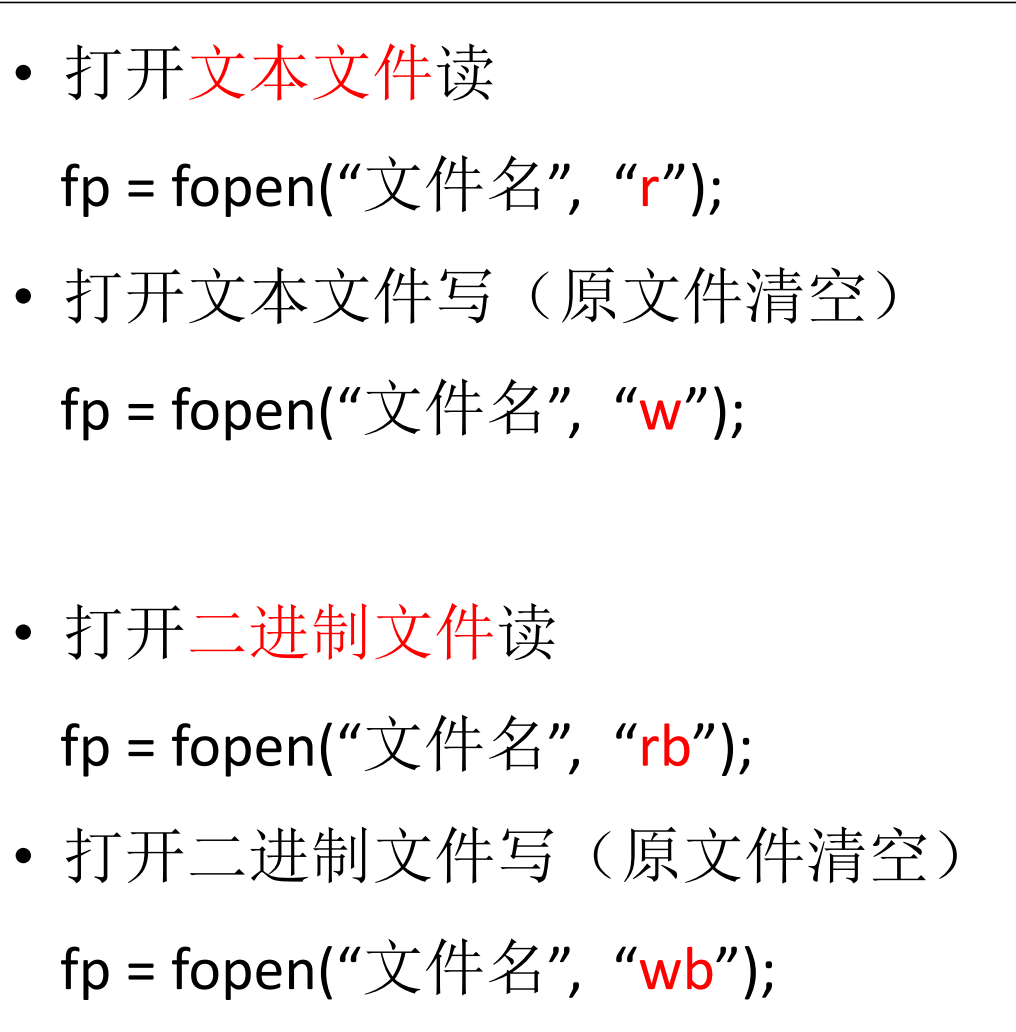 • 打开文本文件读
fp = fopen(“文件名”, “r”);
• 打开文本文件写（原文件清空）
fp = fopen(“文件名”, “w”);
• 打开二进制文件读
fp = fopen(“文件名”, “rb”);
• 打开二进制文件写（原文件清空）
fp = fopen(“文件名”, “wb”);